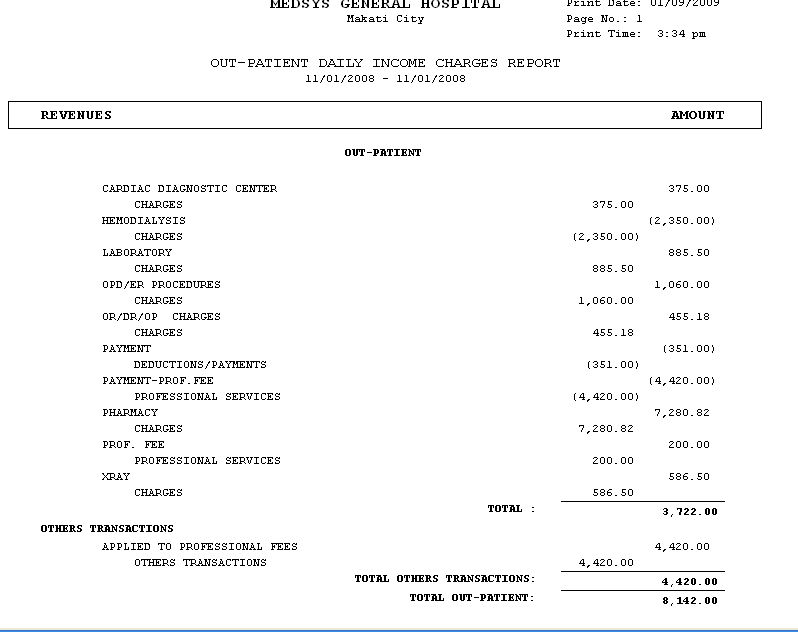 MEDSYS GENERAL HOSPITAL Print Date: 01/09/2009
Makati City Page No.: 1
Print Time: 3:34 pm
OUT-PATIENT DAILY INCOME CHARGES REPORT
11/01/2008 - 11/01/2008
REVENUES AMOUNT
OUT-PATIENT
CARDIAC DIAGNOSTIC CENTER 375.00
CHARGES 375.00
HEMODIALYSIS (2,350.00)
CHARGES (2,350.00)
LABORATORY 885.50
CHARGES 885.50
OPD/ER PROCEDURES 1,060.00
CHARGES 1,060.00
OR/DR/OP CHARGES 455.18
CHARGES 455.18
PAYMENT (351.00)
DEDUCTIONS/PAYMENTS (351.00)
PAYMENT-PROF.FEE (4,420.00)
PROFESSIONAL SERVICES (4,420.00)
PHARMACY 7,280.82
CHARGES 7,280.82
PROF. FEE 200.00
PROFESSIONAL SERVICES 200.00
XRAY 586.50
CHARGES 586.50
TOTAL : 3,722.00
OTHERS TRANSACTIONS
APPLIED TO PROFESSIONAL FEES 4,420.00
OTHERS TRANSACTIONS 4,420.00
TOTAL OTHERS TRANSACTIONS: 4,420.00
TOTAL OUT-PATIENT: 8,142.00